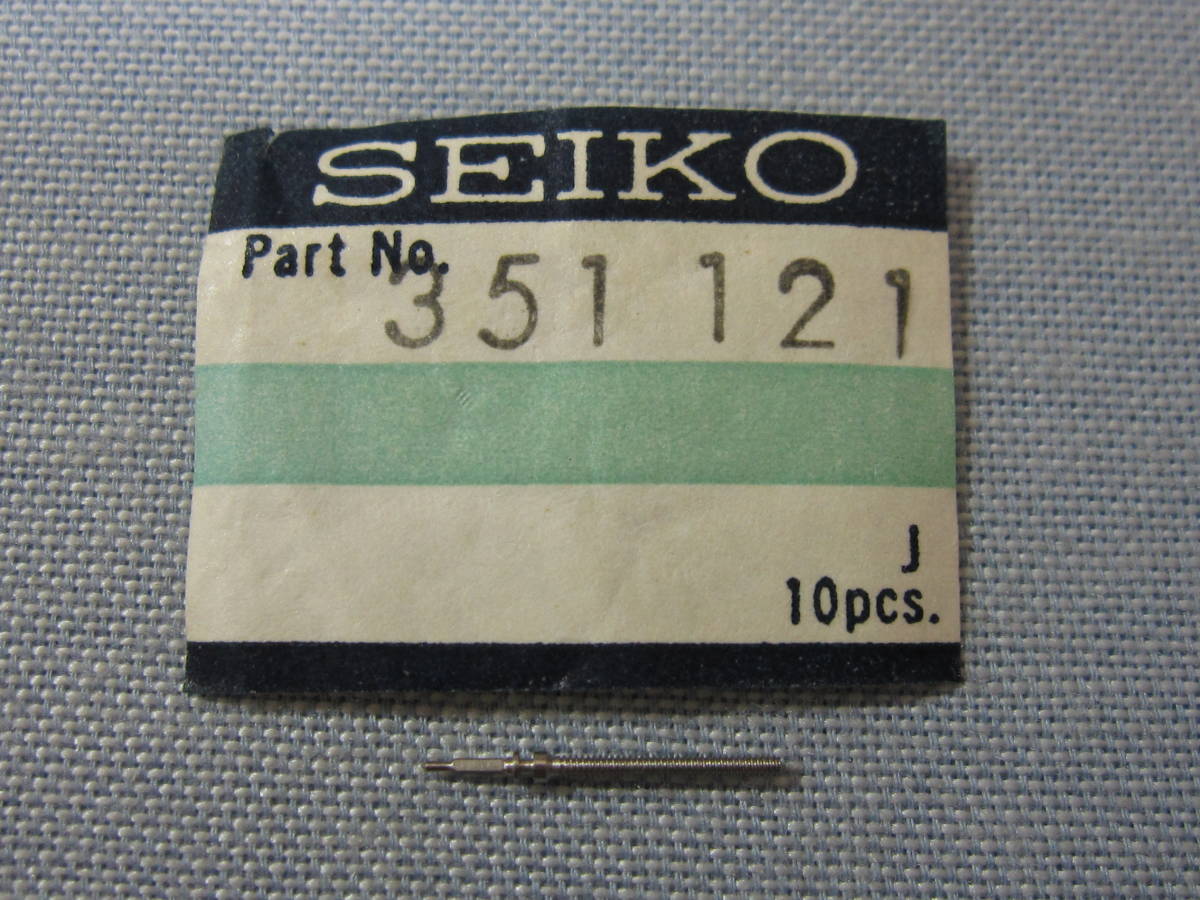 SEIKO
Part No. 351 121
J
10pcs.